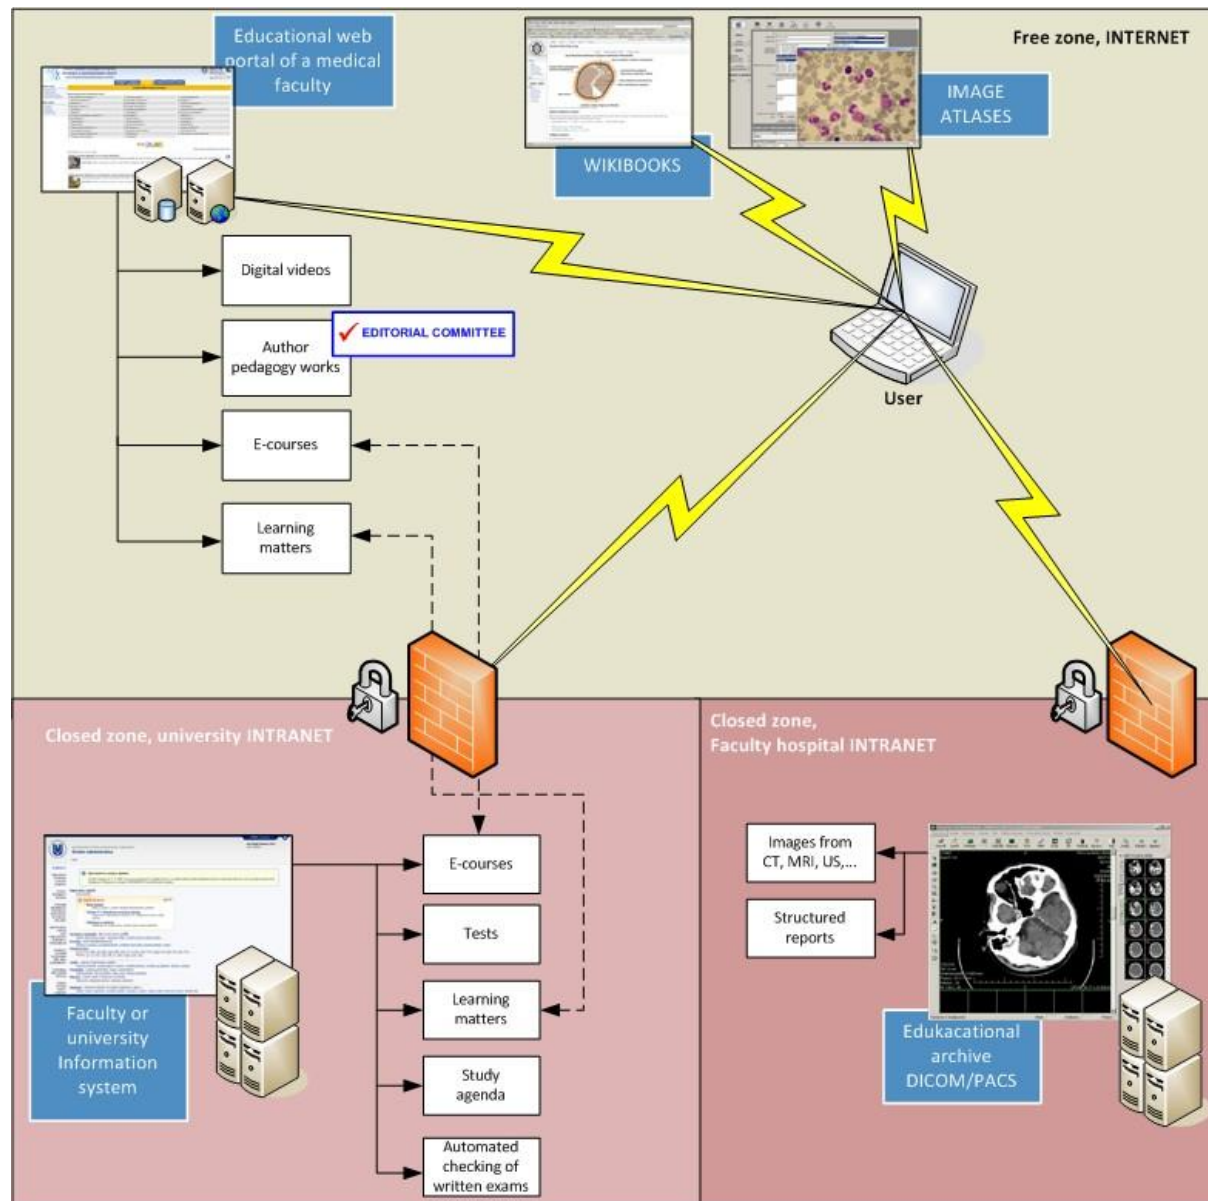 Educational web
portal of a medical
faculty
WIKIBOOKS
IMAGE
ATLASES
Free zone, INTERNET
Digital videos
EDITORIAL COMMITTEE
Author
pedagogy works
User
E-courses
Learning
matters
Closed zone, university INTRANET
Closed zone,
Faculty hospital INTRANET
E-courses
Tests
Learning
matters
Study
agenda
Automated
checking of
written exams
Faculty or
university
Information
system
Images from
CT, MRI, US,...
Structured
reports
Edukacational
archive
DICOM/PACS